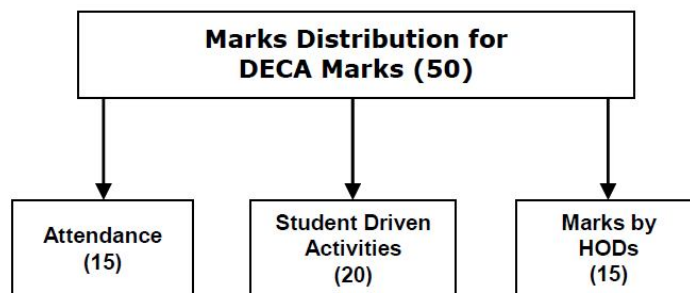 Marks Distribution for
DECA Marks (50)
Attendance
(15)
Student Driven
Activities
(20)
Marks by
HODs
(15)